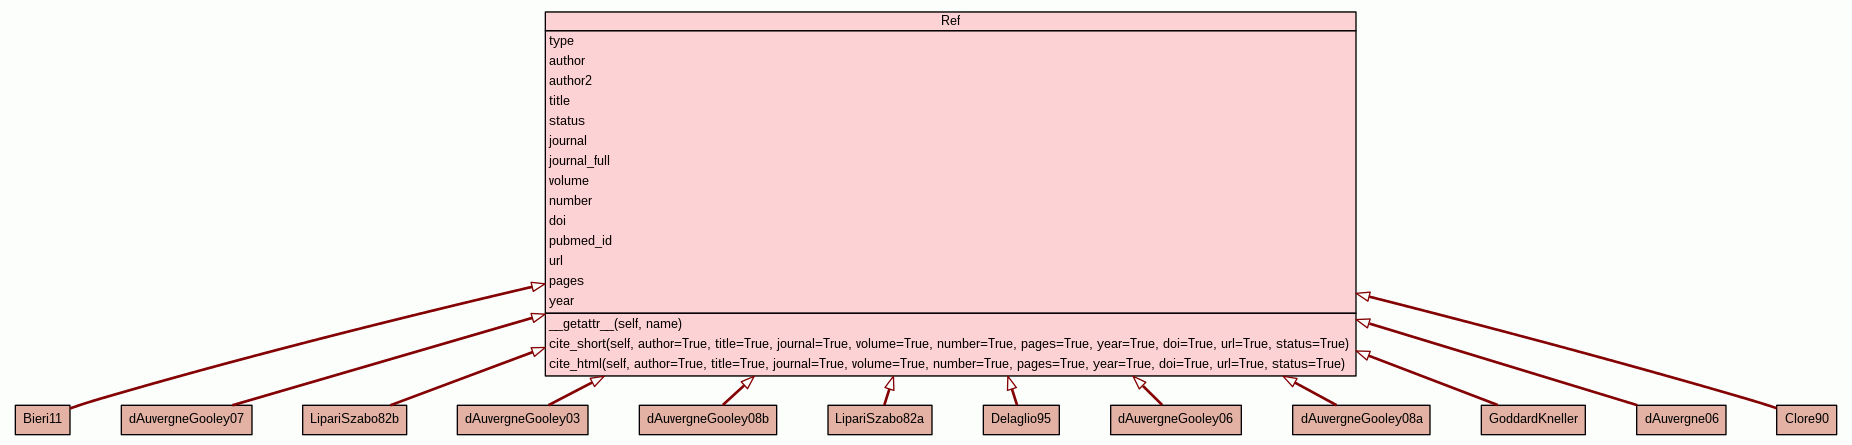 Ref
type
author
author2
title
status
journal
journal_full
volume
number
doi
pubmed_id
url
pages
year
__getattr__(self, name)
cite_short(self, author=True, title=True, journal=True, volume=True, number=True, pages=True, year=True, doi=True, url=True, status=True)
cite_html(self, author=True, title=True, journal=True, volume=True, number=True, pages=True, year=True, doi=True, url=True, status=True)
Bieri11 dAuvergneGooley07 LipariSzabo82b dAuvergneGooley03 dAuvergneGooley08b LipariSzabo82a Delaglio95 dAuvergneGooley06 dAuvergneGooley08a GoddardKneller dAuvergne06 Clore90